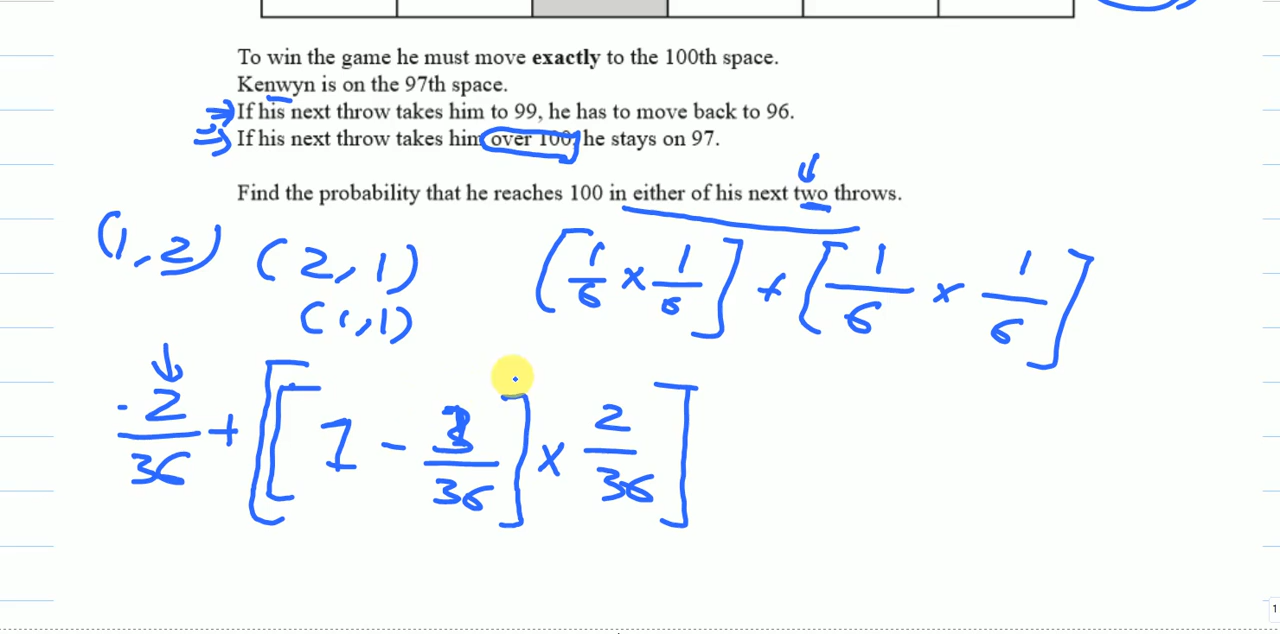 To win the game he must move exactly to the 100th space.
Kenwyn is on the 97th space.
If his next throw takes him to 99, he has to move back to 96.
If his next throw takes him over 100, he stays on 97.
Find the probability that he reaches 100 in either of his next two throws.
(1, 2) (2, 1) [1/6 × 1/6] + [1/6 × 1/6]
(1, 1)
2/36 + [[1 - 3/36] × 2/36]
1